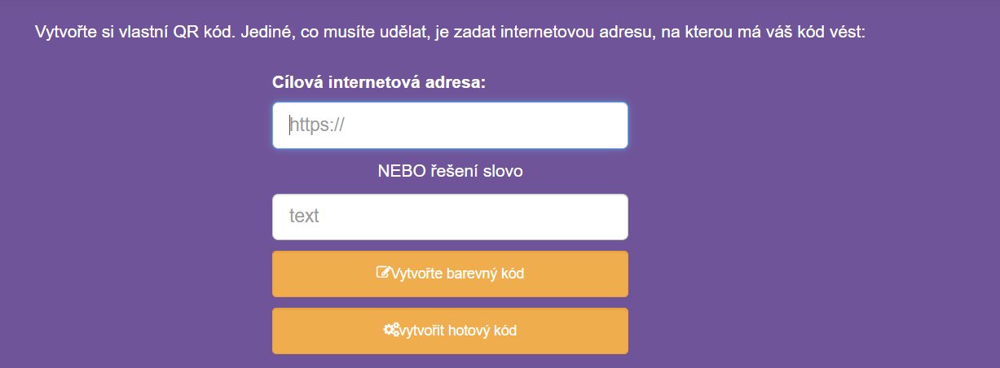 Vytvořte si vlastní QR kód. Jediné, co musíte udělat, je zadat internetovou adresu, na kterou má váš kód vést:
Cílová internetová adresa:
https://
NEBO řešení slovo
text
Vytvořte barevný kód
vytvořit hotový kód